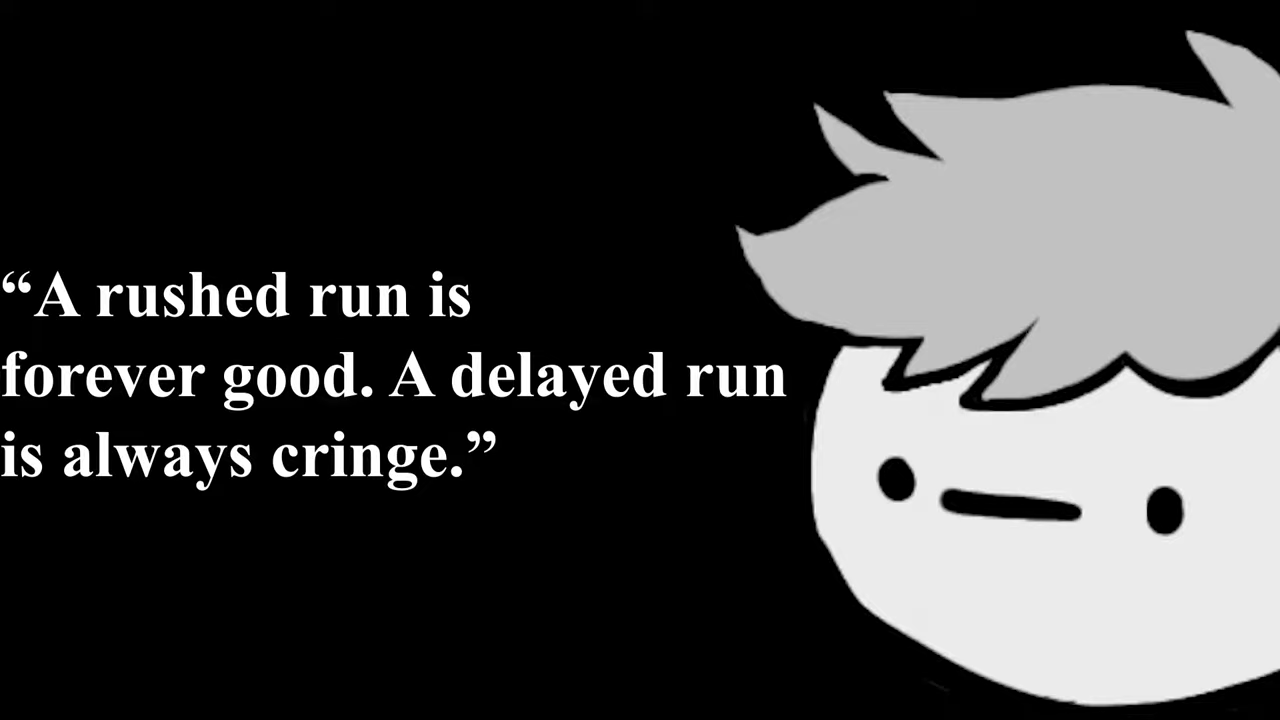 “A rushed run is
forever good. A delayed run
is always cringe.”